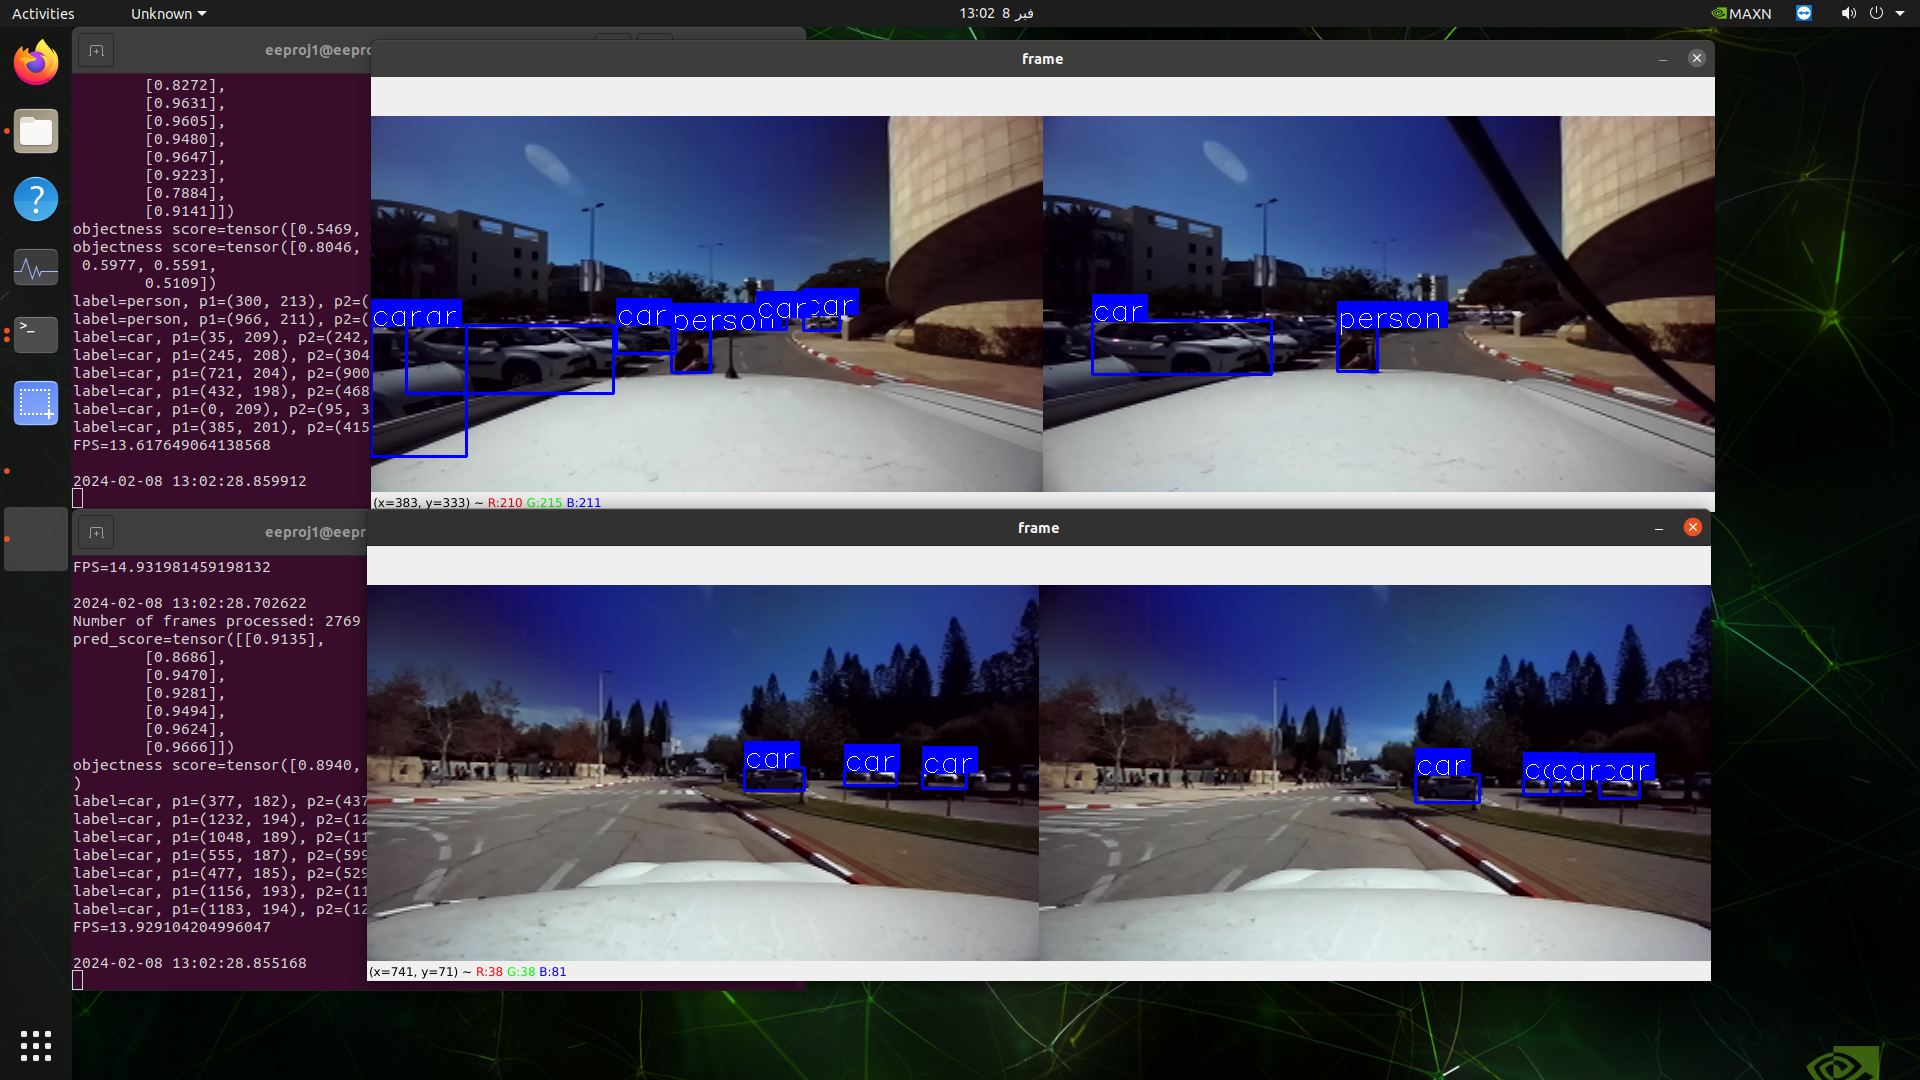 Activities
Unknown
13:02 8 فبر
MAXN
eeproj1@eepro
[0.8272],
[0.9631],
[0.9605],
[0.9480],
[0.9647],
[0.9223],
[0.7884],
[0.9141]])
objectness score=tensor([0.5469,
objectness score=tensor([0.8046,
0.5977, 0.5591,
0.5109])
label=person, p1=(300, 213), p2=(
label=person, p1=(966, 211), p2=(
label=car, p1=(35, 209), p2=(242,
label=car, p1=(245, 208), p2=(304
label=car, p1=(721, 204), p2=(900
label=car, p1=(432, 198), p2=(468
label=car, p1=(0, 209), p2=(95, 3
label=car, p1=(385, 201), p2=(415
FPS=13.617649064138568
2024-02-08 13:02:28.859912
frame
car
car
car
person
car
car
car
person
(x=383, y=333) ~ R:210 G:215 B:211
eeproj1@eepr
FPS=14.931981459198132
2024-02-08 13:02:28.702622
Number of frames processed: 2769
pred_score=tensor([[0.9135],
[0.8686],
[0.9470],
[0.9281],
[0.9494],
[0.9624],
[0.9666]])
objectness score=tensor([0.8940,
)
label=car, p1=(377, 182), p2=(437
label=car, p1=(1232, 194), p2=(12
label=car, p1=(1048, 189), p2=(11
label=car, p1=(555, 187), p2=(599
label=car, p1=(477, 185), p2=(529
label=car, p1=(1156, 193), p2=(11
label=car, p1=(1183, 194), p2=(12
FPS=13.929104204996047
2024-02-08 13:02:28.855168
frame
car
car
car
car
car
car
(x=741, y=71) ~ R:38 G:38 B:81